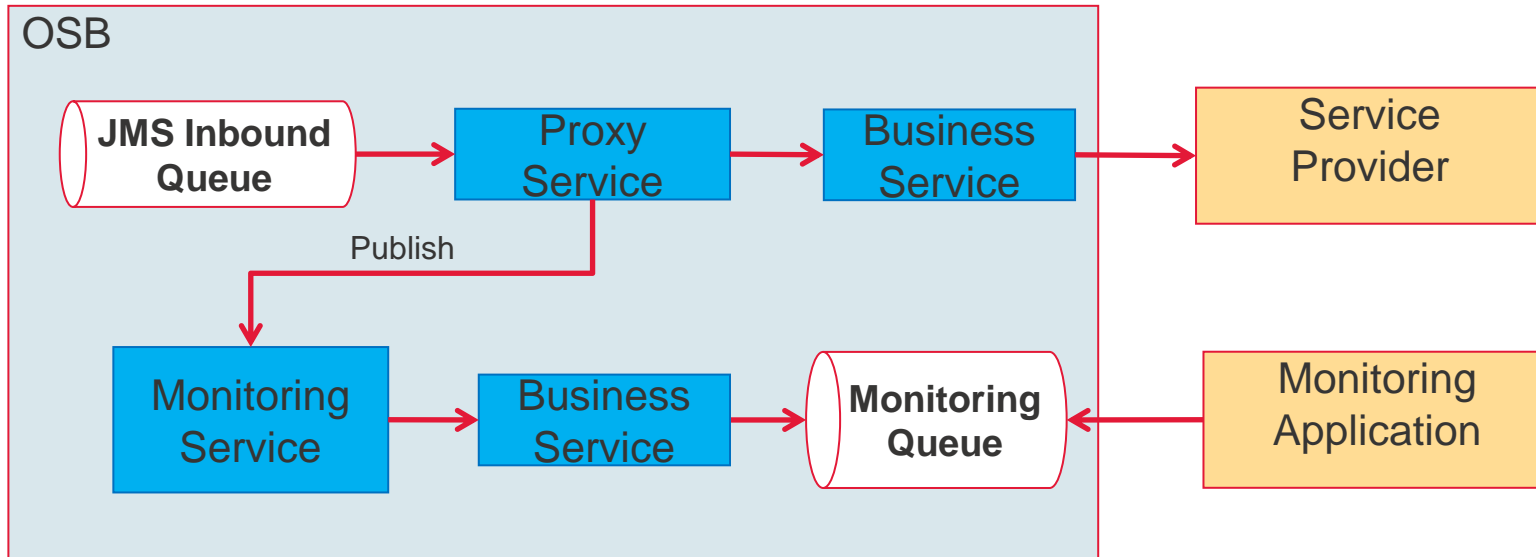 OSB
JMS Inbound
Queue
Proxy
Service
Business
Service
Service
Provider
Publish
Monitoring
Service
Business
Service
Monitoring
Queue
Monitoring
Application